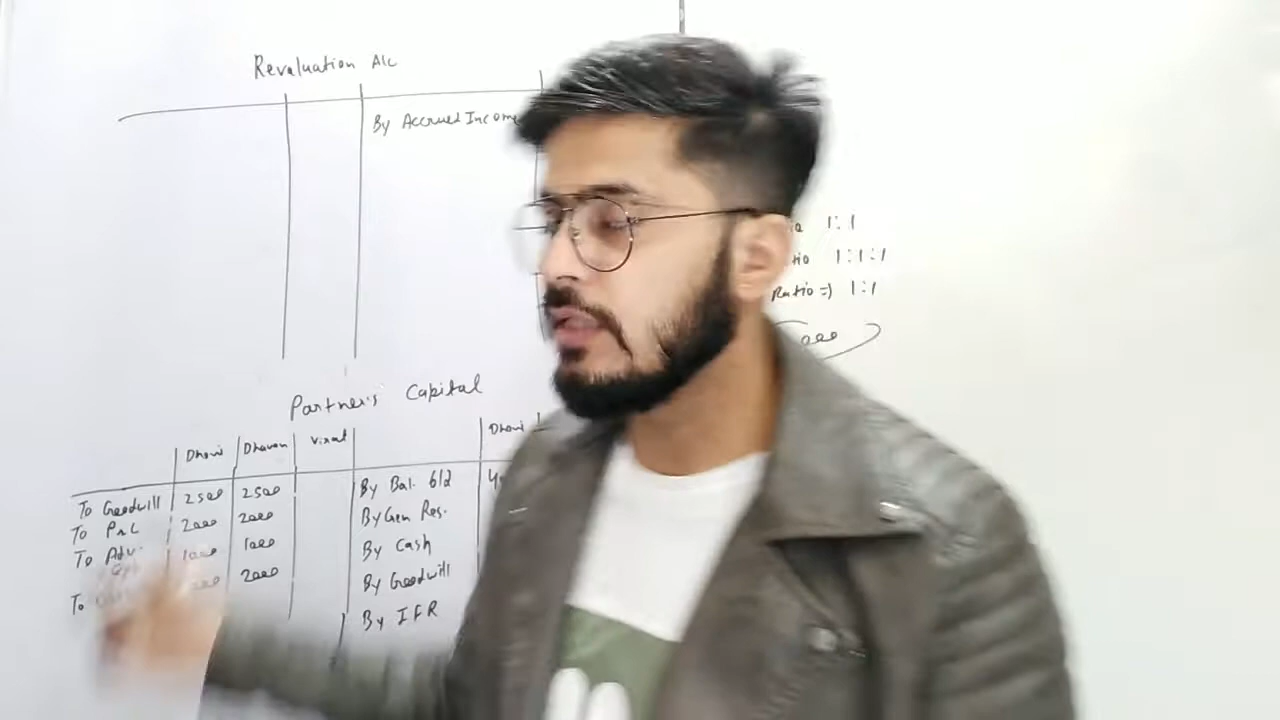 Revaluation A/c
By Accrued Income
1:1
1:1:1
Ratio => 1:1
Partner's Capital
Dhoni Dhawan Virat Dhoni
To Goodwill 2500 2500 By Bal. b/d
To P&L 2000 2000 By Gen Res.
To Adv. 1000 1000 By Cash
2000 By Goodwill
To By IFR